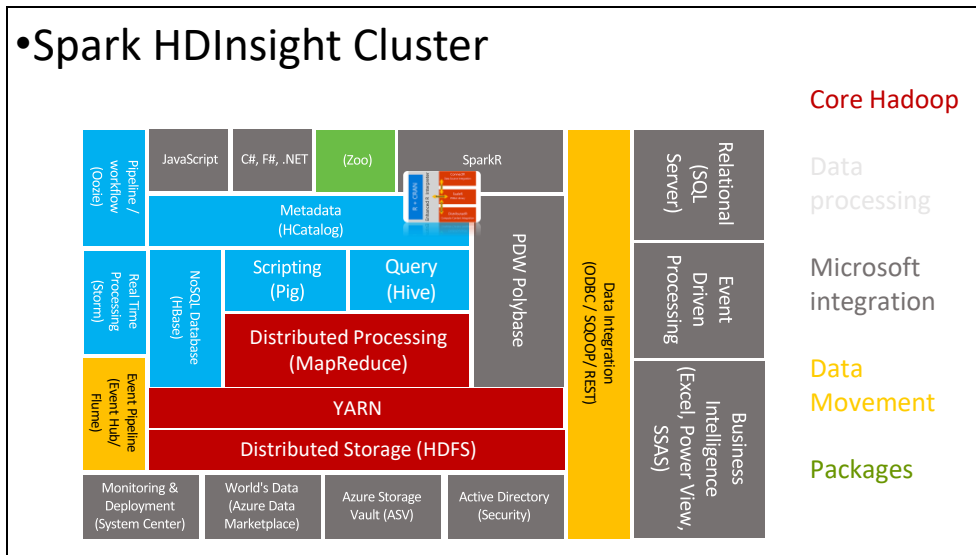 •Spark HDInsight Cluster
Core Hadoop
Data
processing
Microsoft
integration
Data
Movement
Packages
Pipeline /
workflow
(Oozie)
JavaScript
C#, F#, .NET
(Zoo)
SparkR
R + CRAN
Metadata
(HCatalog)
Real Time
Processing
(Storm)
NoSQL Database
(HBase)
Scripting
(Pig)
Query
(Hive)
PDW Polybase
Distributed Processing
(MapReduce)
Event Pipeline
(Event Hub/
Flume)
YARN
Distributed Storage (HDFS)
Monitoring &
Deployment
(System Center)
World's Data
(Azure Data
Marketplace)
Azure Storage
Vault (ASV)
Active Directory
(Security)
Data Integration
(ODBC / SQOOP/ REST)
Relational
(SQL
Server)
Event
Driven
Processing
Business
Intelligence
(Excel, Power View,
SSAS)